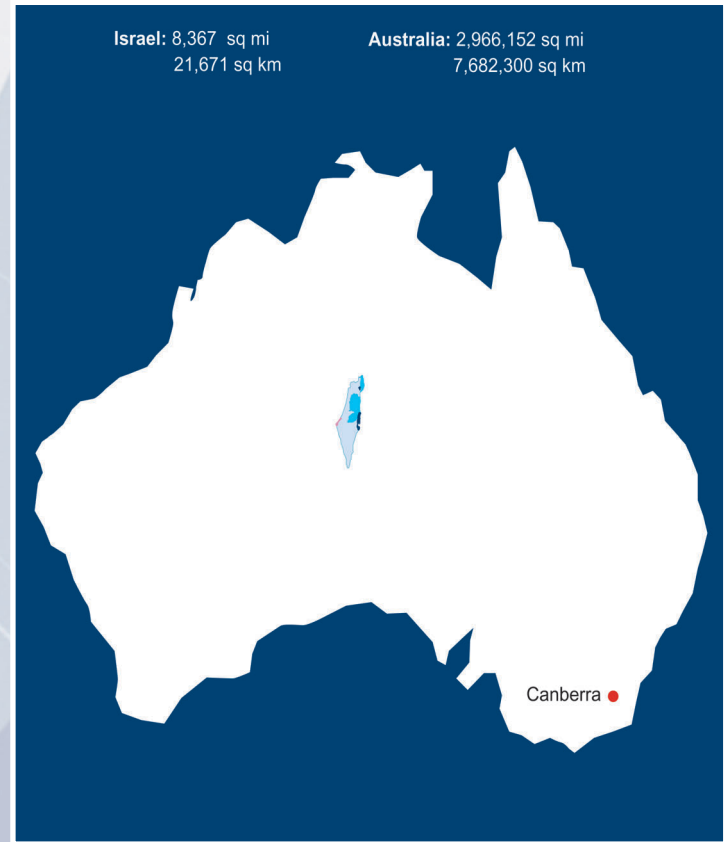 Israel: 8,367 sq mi
21,671 sq km
Australia: 2,966,152 sq mi
7,682,300 sq km
Canberra